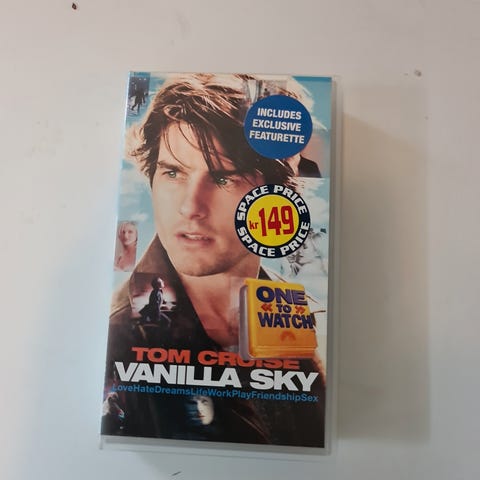 INCLUDES
EXCLUSIVE
FEATURETTE
SPACE PRICE
kr 149
SPACE PRICE
ONE
TO
WATCH
TOM CRUISE
VANILLA SKY
LoveHateDreamsLifeWorkPlayFriendshipSex